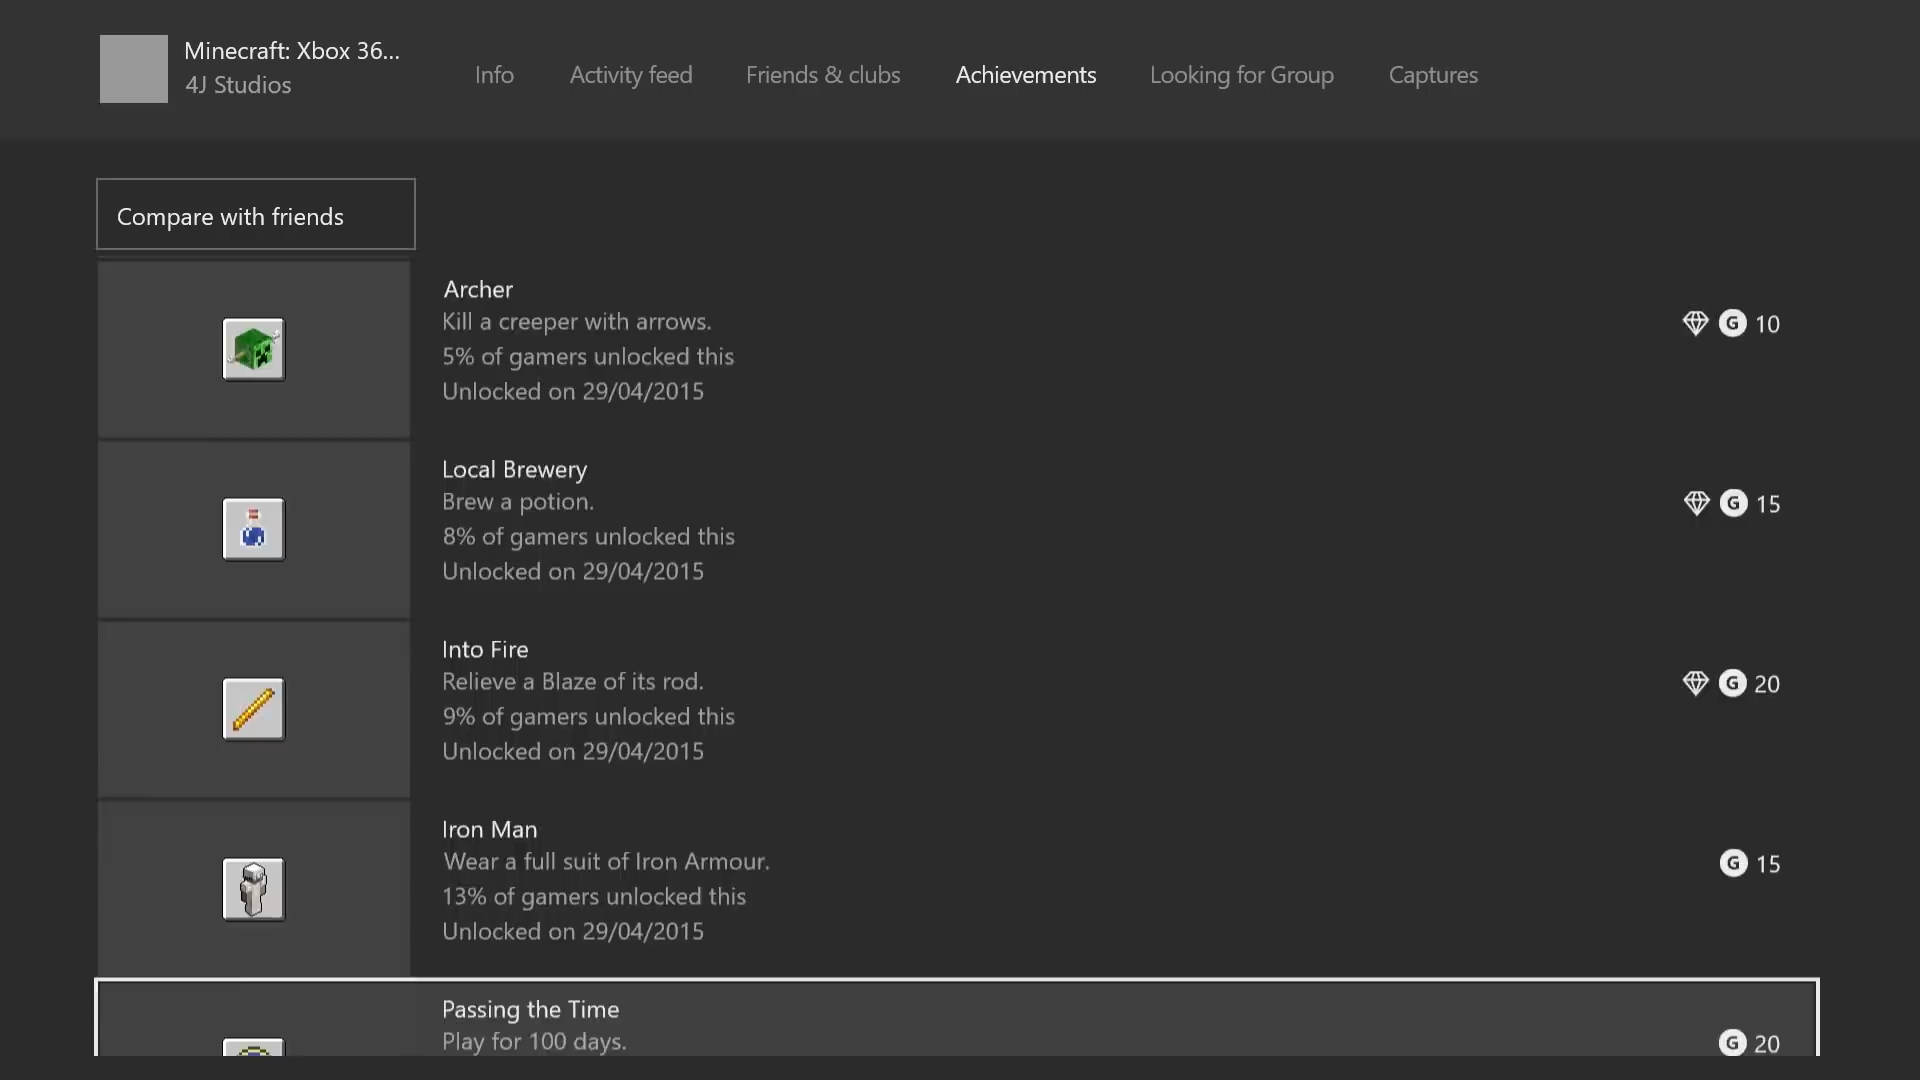 Minecraft: Xbox 36...
4J Studios
Info
Activity feed
Friends & clubs
Achievements
Looking for Group
Captures
Compare with friends
Archer
Kill a creeper with arrows.
5% of gamers unlocked this
Unlocked on 29/04/2015
G 10
Local Brewery
Brew a potion.
8% of gamers unlocked this
Unlocked on 29/04/2015
G 15
Into Fire
Relieve a Blaze of its rod.
9% of gamers unlocked this
Unlocked on 29/04/2015
G 20
Iron Man
Wear a full suit of Iron Armour.
13% of gamers unlocked this
Unlocked on 29/04/2015
G 15
Passing the Time
Play for 100 days.
G 20